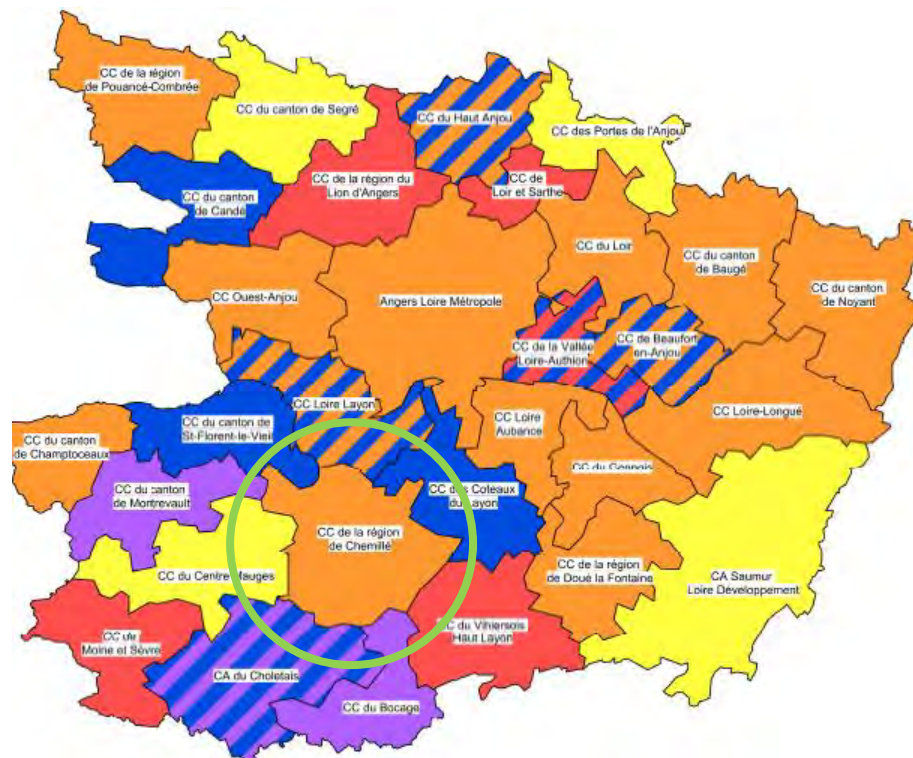 CC de la région
de Pouancé-Combrée
CC du canton de Segré
CC du Haut Anjou
CC des Portes de l'Anjou
CC de la région du
Lion d'Angers
CC de
Loir et Sarthe
CC du canton
de Candé
CC du Loir
CC du canton
de Baugé
CC du canton
de Noyant
CC Ouest-Anjou
Angers Loire Métropole
CC de la Vallée
Loire-Authion
CC de Beaufort
en-Anjou
CC Loire Layon
CC Loire-Longué
CC du canton de
St-Florent-le-Vieil
CC Loire
Aubance
CC du canton
de Champtoceaux
CC du Gennois
CC du canton
de Montrevault
CC des Coteaux
du Layon
CC de la région
de Chemillé
CC du Centre Mauges
CC de la région
de Doué la Fontaine
CA Saumur
Loire Développement
CC du Vihiersois
Haut Layon
CC de
Moine et Sèvre
CA du Choletais
CC du Bocage